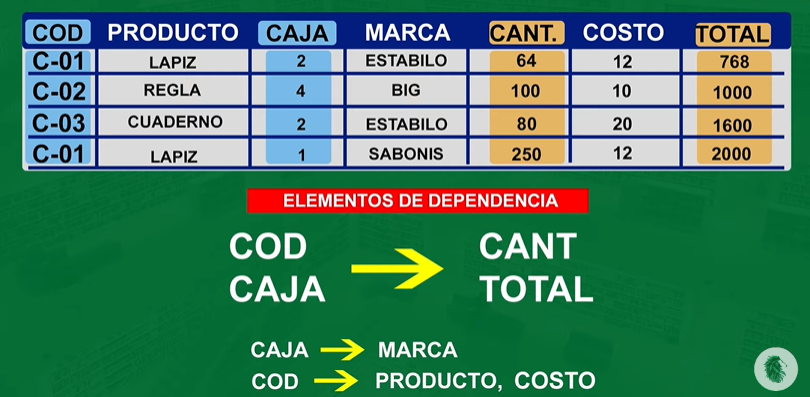 COD PRODUCTO CAJA MARCA CANT. COSTO TOTAL
C-01 LAPIZ 2 ESTABILO 64 12 768
C-02 REGLA 4 BIG 100 10 1000
C-03 CUADERNO 2 ESTABILO 80 20 1600
C-01 LAPIZ 1 SABONIS 250 12 2000
ELEMENTOS DE DEPENDENCIA
COD CANT
CAJA TOTAL
CAJA MARCA
COD PRODUCTO, COSTO